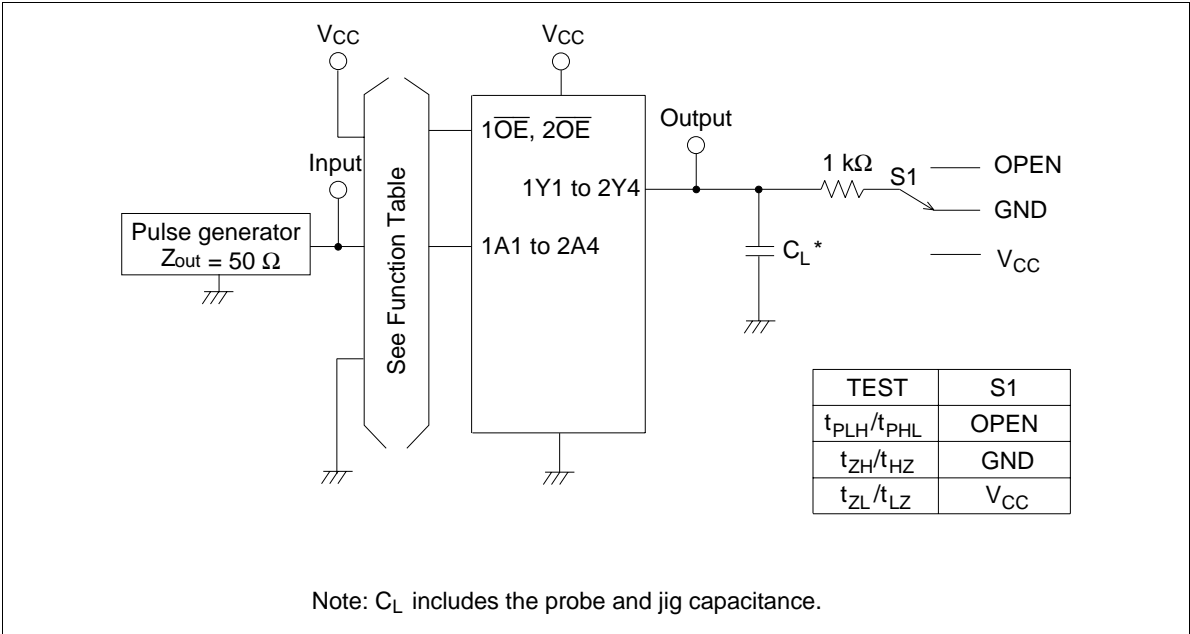 VCC
VCC
Input
Pulse generator
Zout = 50 Ω
See Function Table
1O̅E̅, 2O̅E̅
1Y1 to 2Y4
1A1 to 2A4
Output
1 kΩ
S1
OPEN
GND
VCC
CL*
TEST S1
tPLH/tPHL OPEN
tZH/tHZ GND
tZL/tLZ VCC
Note: CL includes the probe and jig capacitance.